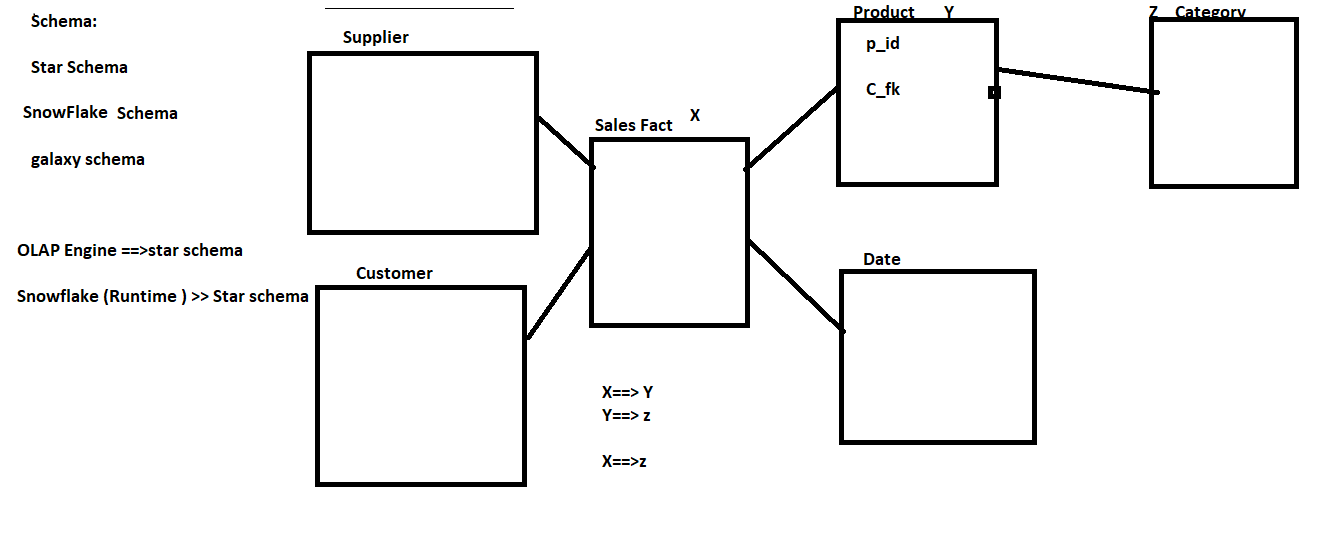 Schema:
Star Schema
SnowFlake Schema
galaxy schema
OLAP Engine ==>star schema
Snowflake (Runtime ) >> Star schema
Supplier
Customer
Sales Fact X
Product Y
p_id
C_fk
Z Category
Date
X==> Y
Y==> z
X==>z